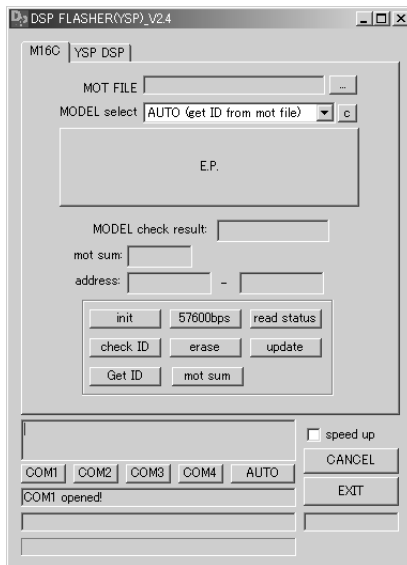 DSP FLASHER(YSP)_V2.4
M16C YSP DSP
MOT FILE ...
MODEL select AUTO (get ID from mot file) c
E.P.
MODEL check result:
mot sum:
address: -
init 57600bps read status
check ID erase update
Get ID mot sum
speed up
CANCEL
COM1 COM2 COM3 COM4 AUTO
COM1 opened!
EXIT